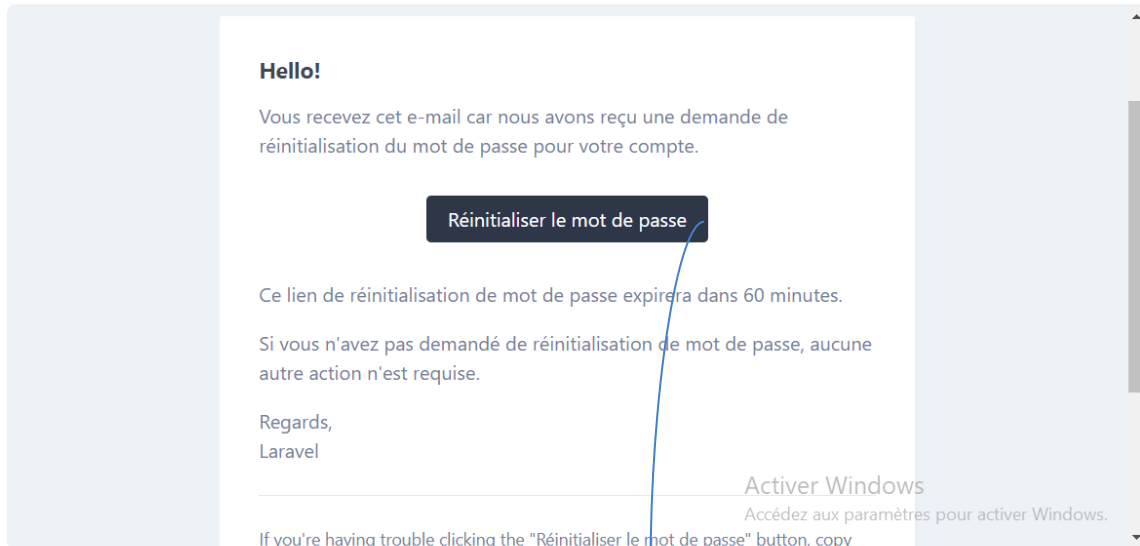 Hello!
Vous recevez cet e-mail car nous avons reçu une demande de
réinitialisation du mot de passe pour votre compte.
Réinitialiser le mot de passe
Ce lien de réinitialisation de mot de passe expirera dans 60 minutes.
Si vous n'avez pas demandé de réinitialisation de mot de passe, aucune
autre action n'est requise.
Regards,
Laravel
Activer Windows
Accédez aux paramètres pour activer Windows.
If you're having trouble clicking the "Réinitialiser le mot de passe" button, copy